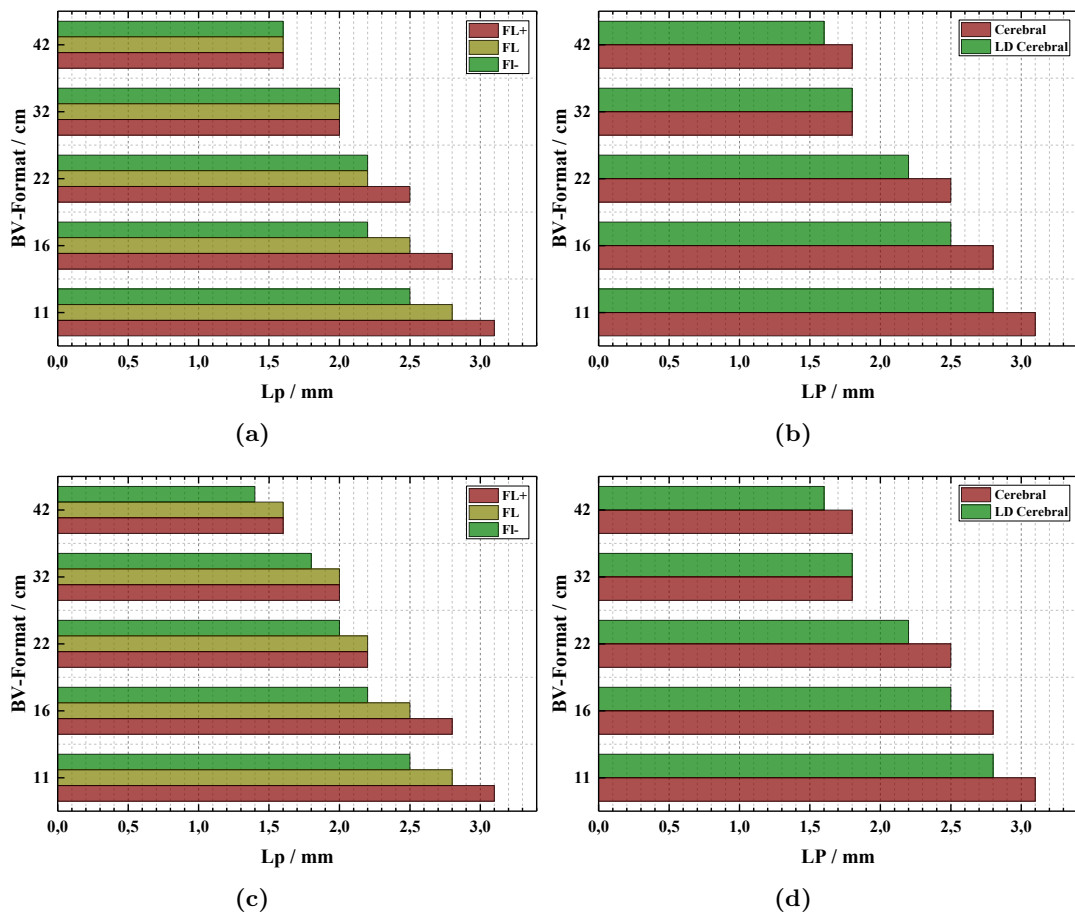 FL+
FL
Fl-
42
32
22
16
11
BV-Format / cm
0,0 0,5 1,0 1,5 2,0 2,5 3,0
Lp / mm
(a)
Cerebral
LD Cerebral
42
32
22
16
11
BV-Format / cm
0,0 0,5 1,0 1,5 2,0 2,5 3,0
LP / mm
(b)
FL+
FL
Fl-
42
32
22
16
11
BV-Format / cm
0,0 0,5 1,0 1,5 2,0 2,5 3,0
Lp / mm
(c)
Cerebral
LD Cerebral
42
32
22
16
11
BV-Format / cm
0,0 0,5 1,0 1,5 2,0 2,5 3,0
LP / mm
(d)